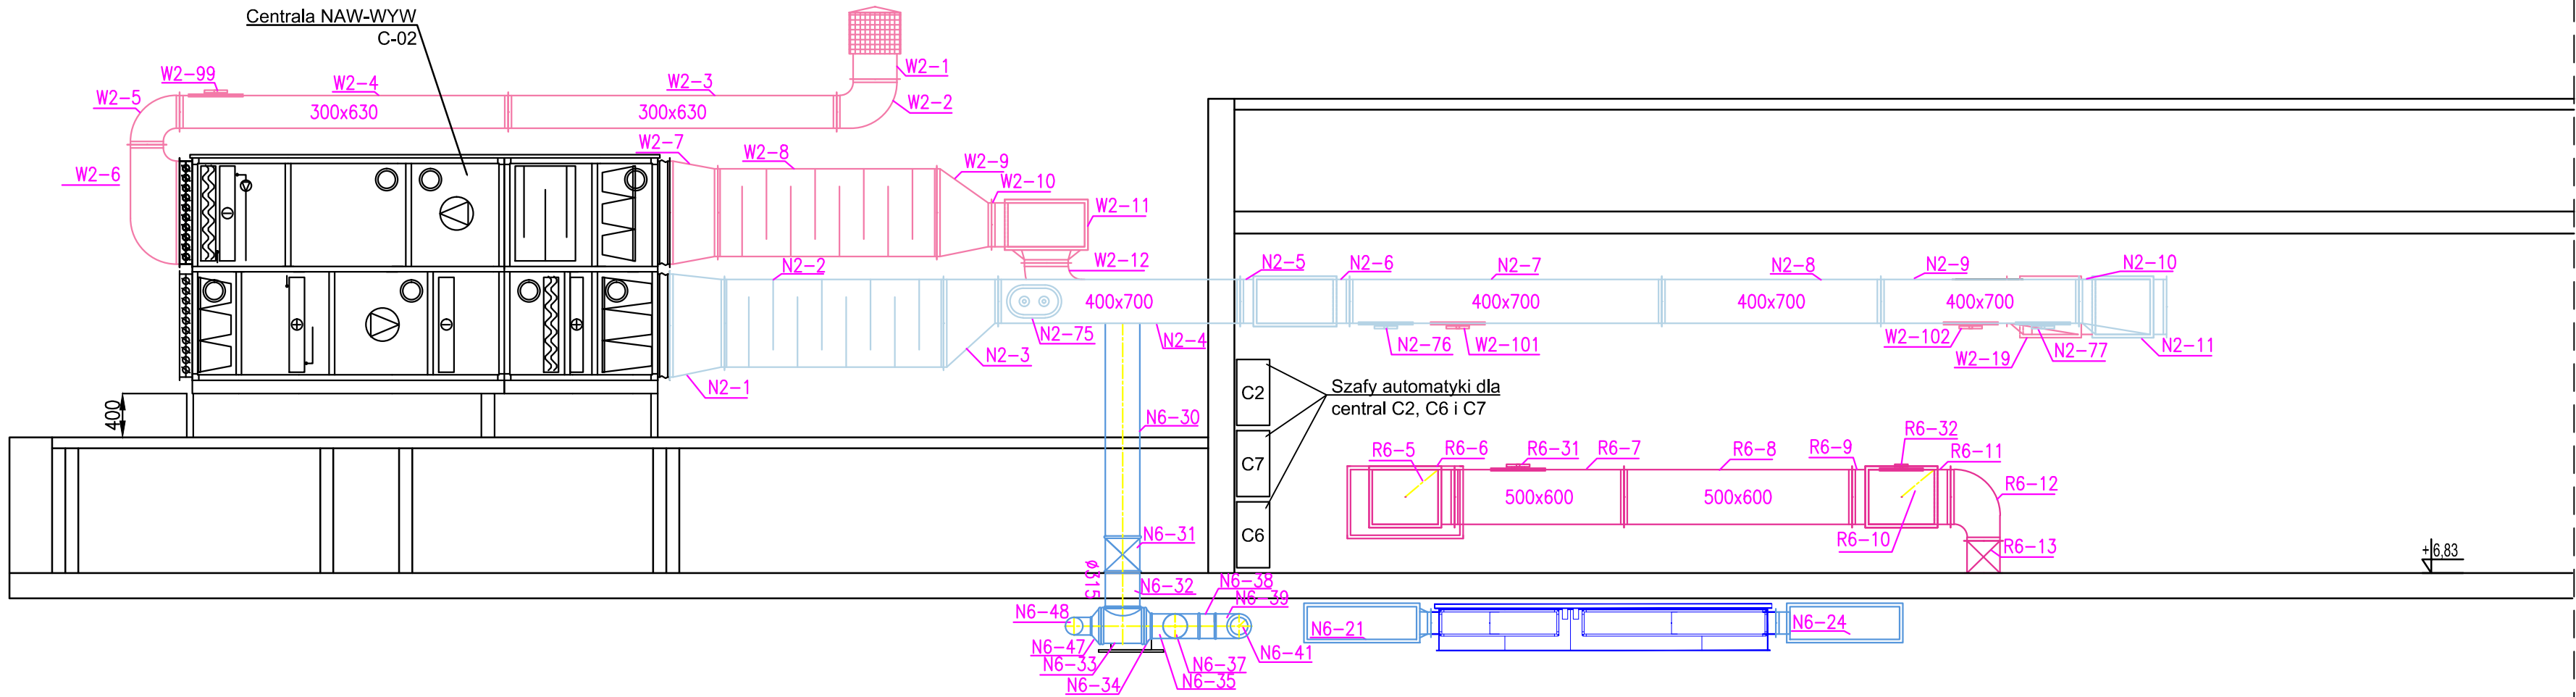 Centrala NAW-WYW
C-02
W2-1
W2-99
W2-4
W2-3
W2-5
W2-2
300x630
300x630
W2-7
W2-8
W2-9
W2-6
W2-10
W2-11
W2-12
N2-2
N2-5
N2-6
N2-7
N2-8
N2-9
N2-10
400x700
400x700
400x700
400x700
N2-75
N2-4
N2-3
N2-1
N2-76
W2-101
W2-102
W2-19
N2-77
N2-11
400
C2
C7
C6
Szafy automatyki dla
central C2, C6 i C7
N6-30
R6-5
R6-6
R6-31
R6-7
R6-8
R6-9
R6-32
R6-11
R6-12
500x600
500x600
R6-10
R6-13
N6-31
+6,83
ø315
N6-32
N6-38
N6-39
N6-48
N6-47
N6-33
N6-34
N6-35
N6-37
N6-41
N6-21
N6-24